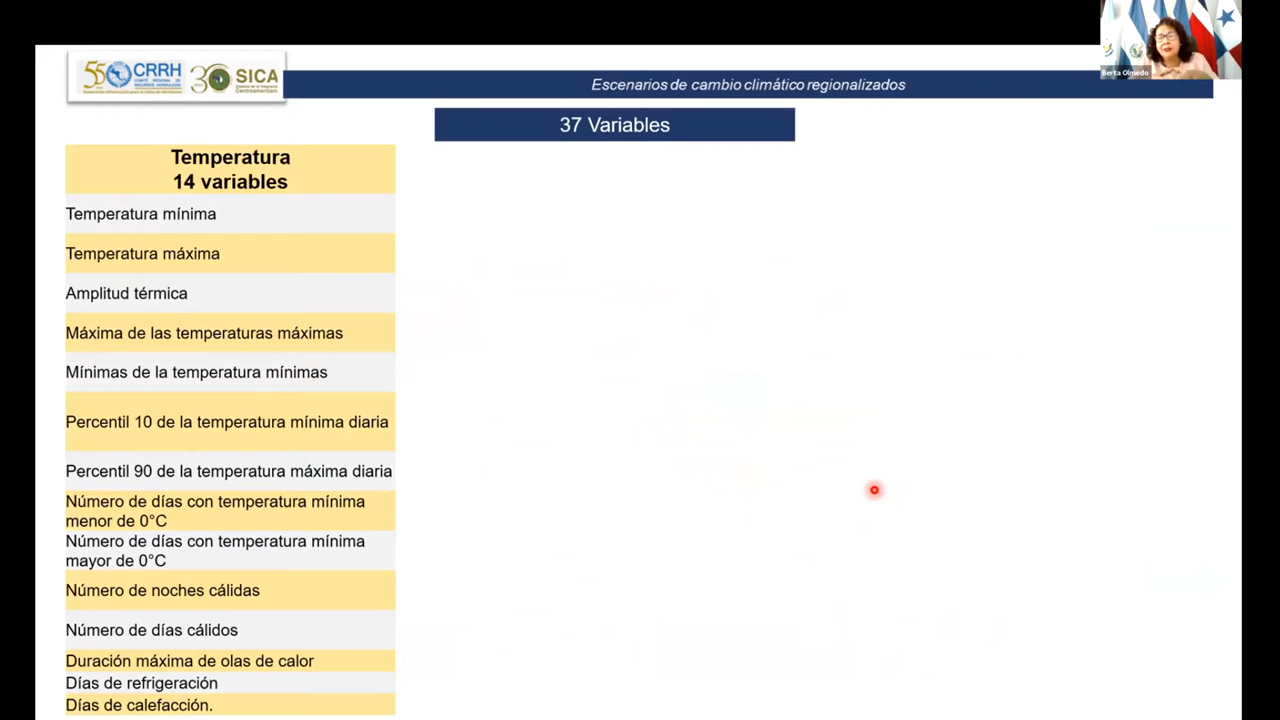 55 CRRH
SICA
Berta Olmedo
Escenarios de cambio climático regionalizados
37 Variables
Temperatura
14 variables
Temperatura mínima
Temperatura máxima
Amplitud térmica
Máxima de las temperaturas máximas
Mínimas de la temperatura mínimas
Percentil 10 de la temperatura mínima diaria
Percentil 90 de la temperatura máxima diaria
Número de días con temperatura mínima
menor de 0°C
Número de días con temperatura mínima
mayor de 0°C
Número de noches cálidas
Número de días cálidos
Duración máxima de olas de calor
Días de refrigeración
Días de calefacción.